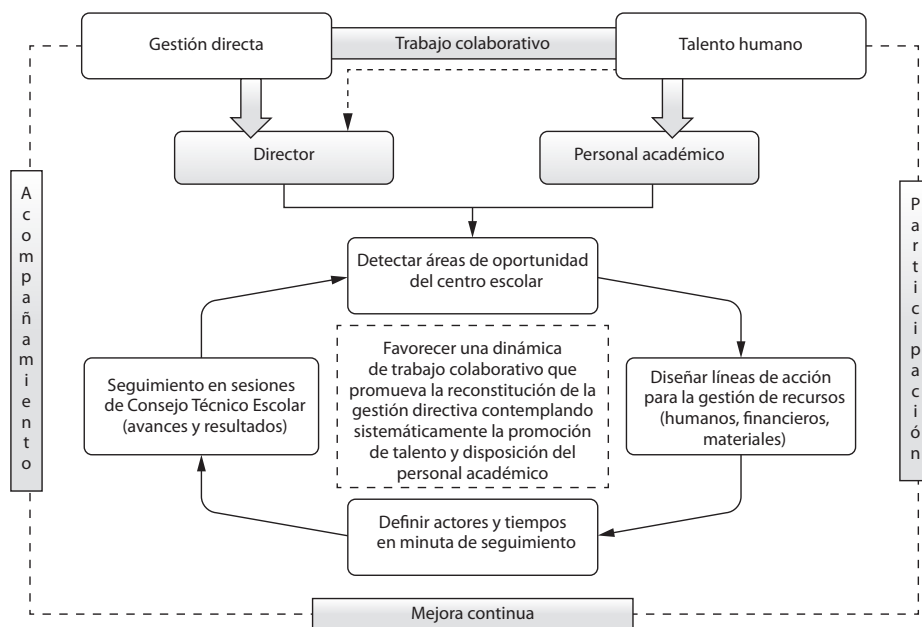 Gestión directa
Trabajo colaborativo
Talento humano
Director
Personal académico
Acompañamiento
Participación
Detectar áreas de oportunidad
del centro escolar
Seguimiento en sesiones
de Consejo Técnico Escolar
(avances y resultados)
Favorecer una dinámica
de trabajo colaborativo que
promueva la reconstitución de la
gestión directiva contemplando
sistemáticamente la promoción
de talento y disposición del
personal académico
Diseñar líneas de acción
para la gestión de recursos
(humanos, financieros,
materiales)
Definir actores y tiempos
en minuta de seguimiento
Mejora continua